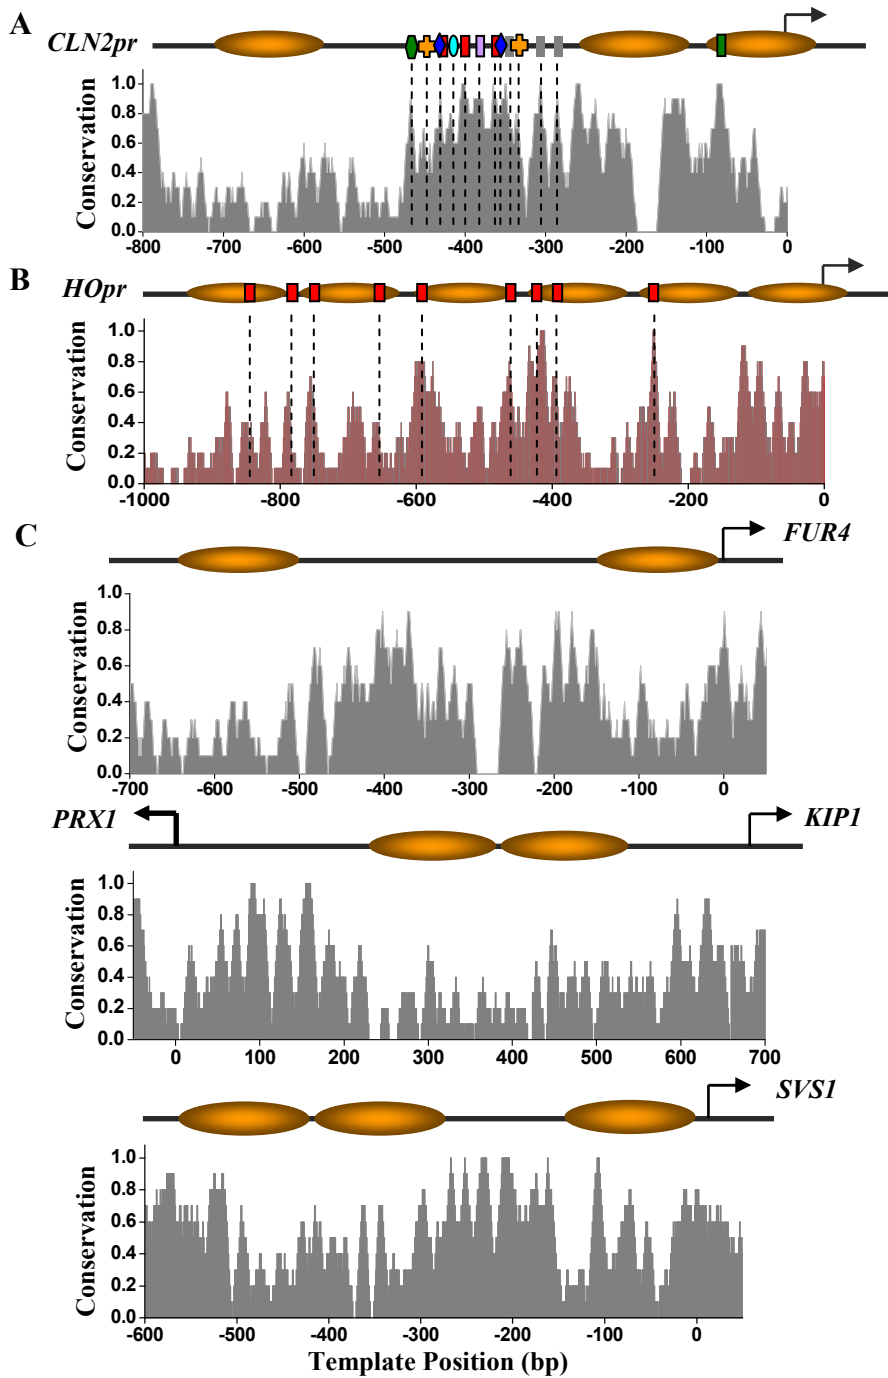 A
CLN2pr
Conservation
1.0
0.8
0.6
0.4
0.2
.0
-800 -700 -600 -500 -400 -300 -200 -100 0
B
HOpr
Conservation
1.0
0.8
0.6
0.4
0.2
0.0
-1000 -800 -600 -400 -200 0
C
FUR4
Conservation
1.0
0.8
0.6
0.4
0.2
0.0
-700 -600 -500 -400 -300 -200 -100 0
PRX1 KIP1
Conservation
1.0
0.8
0.6
0.4
0.2
0.0
0 100 200 300 400 500 600 700
SVS1
Conservation
1.0
0.8
0.6
0.4
0.2
0.0
-600 -500 -400 -300 -200 -100 0
Template Position (bp)